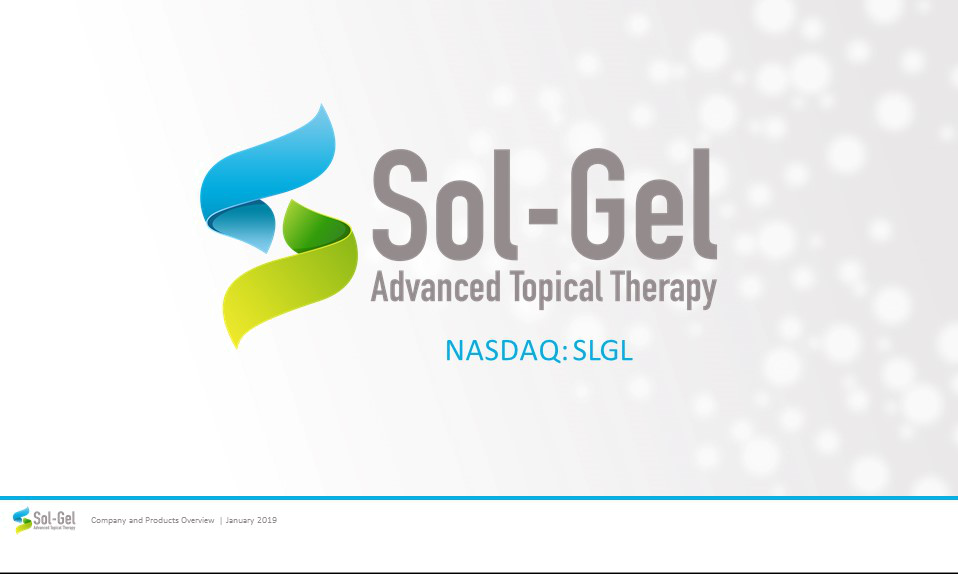 Sol-Gel
Advanced Topical Therapy
NASDAQ: SLGL
Sol-Gel
Advanced Topical Therapy
Company and Products Overview | January 2019